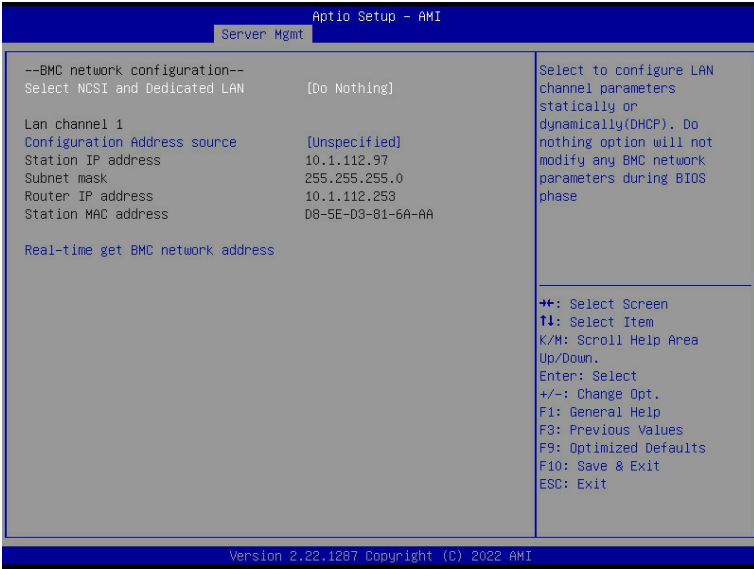 Aptio Setup - AMI
Server Mgmt
--BMC network configuration--
Select NCSI and Dedicated LAN [Do Nothing]
Lan channel 1
Configuration Address source [Unspecified]
Station IP address 10.1.112.97
Subnet mask 255.255.255.0
Router IP address 10.1.112.253
Station MAC address D8-5E-D3-81-6A-AA
Real-time get BMC network address
Select to configure LAN
channel parameters
statically or
dynamically(DHCP). Do
nothing option will not
modify any BMC network
parameters during BIOS
phase
→←: Select Screen
↑↓: Select Item
K/M: Scroll Help Area
Up/Down.
Enter: Select
+/-: Change Opt.
F1: General Help
F3: Previous Values
F9: Optimized Defaults
F10: Save & Exit
ESC: Exit
Version 2.22.1287 Copyright (C) 2022 AMI